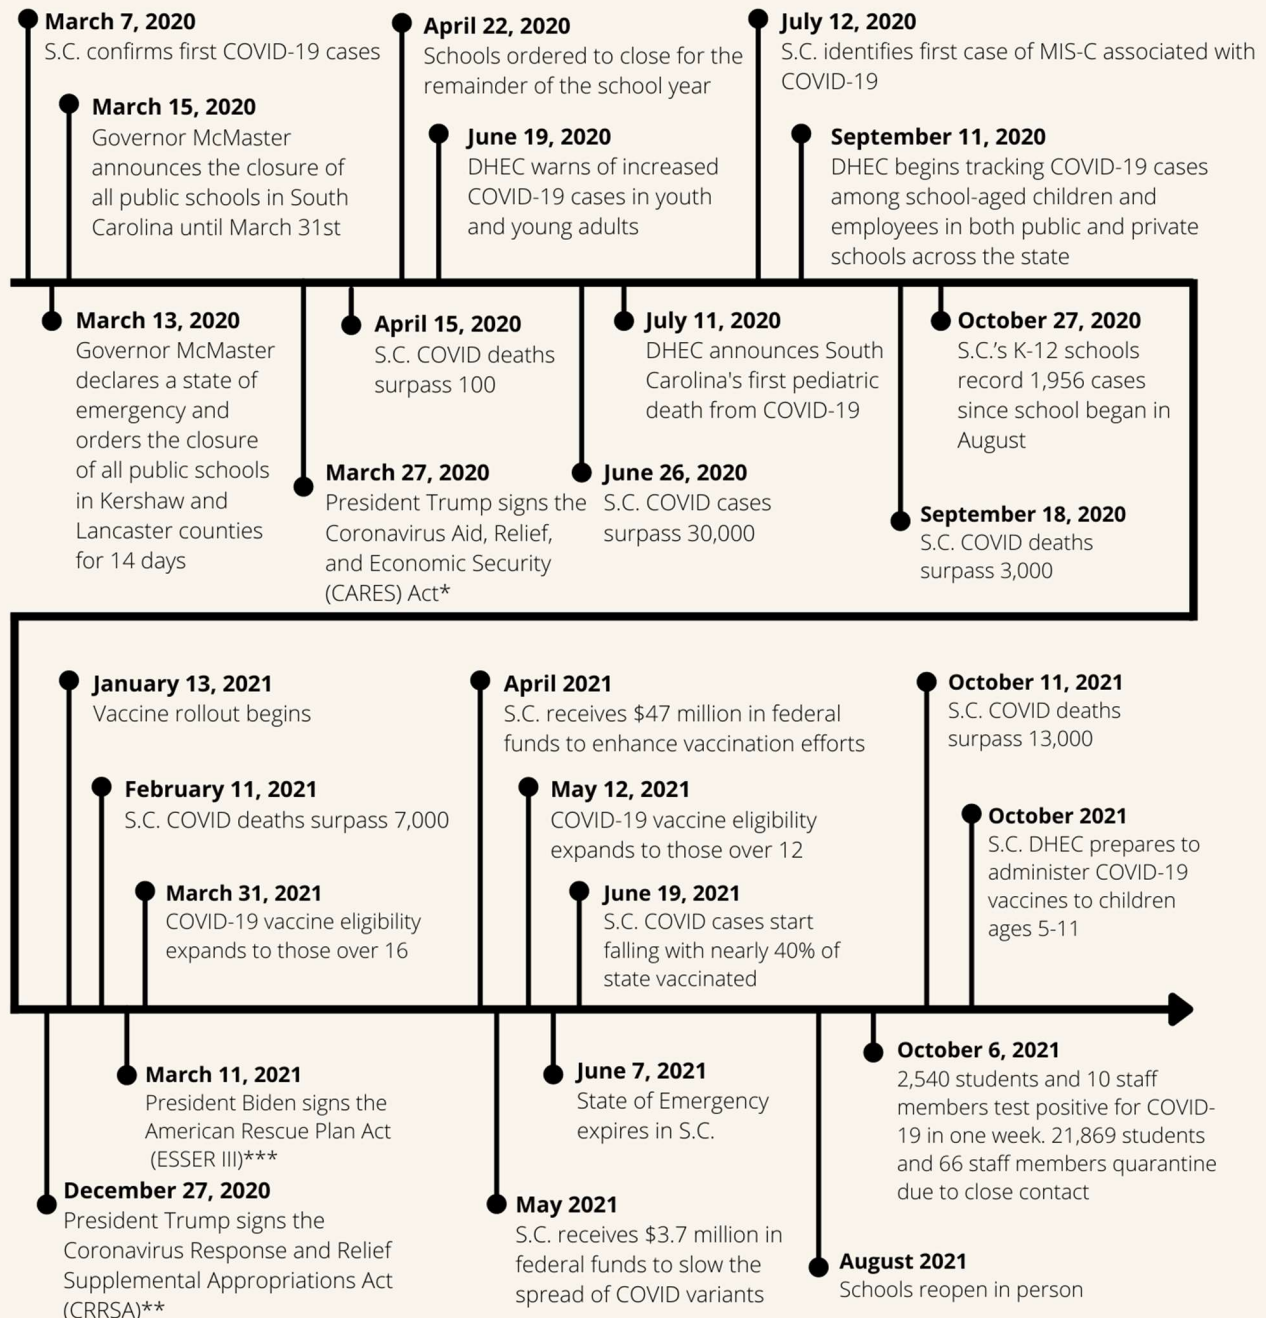 March 7, 2020
S.C. confirms first COVID-19 cases
March 15, 2020
Governor McMaster
announces the closure of
all public schools in South
Carolina until March 31st
April 22, 2020
Schools ordered to close for the
remainder of the school year
June 19, 2020
DHEC warns of increased
COVID-19 cases in youth
and young adults
July 12, 2020
S.C. identifies first case of MIS-C associated with
COVID-19
September 11, 2020
DHEC begins tracking COVID-19 cases
among school-aged children and
employees in both public and private
schools across the state
March 13, 2020
Governor McMaster
declares a state of
emergency and
orders the closure
of all public schools
in Kershaw and
Lancaster counties
for 14 days
March 27, 2020
President Trump signs the
Coronavirus Aid, Relief,
and Economic Security
(CARES) Act*
April 15, 2020
S.C. COVID deaths
surpass 100
June 26, 2020
S.C. COVID cases
surpass 30,000
July 11, 2020
DHEC announces South
Carolina's first pediatric
death from COVID-19
September 18, 2020
S.C. COVID deaths
surpass 3,000
October 27, 2020
S.C.’s K-12 schools
record 1,956 cases
since school began in
August
January 13, 2021
Vaccine rollout begins
February 11, 2021
S.C. COVID deaths surpass 7,000
March 31, 2021
COVID-19 vaccine eligibility
expands to those over 16
April 2021
S.C. receives $47 million in federal
funds to enhance vaccination efforts
May 12, 2021
COVID-19 vaccine eligibility
expands to those over 12
June 19, 2021
S.C. COVID cases start
falling with nearly 40% of
state vaccinated
October 11, 2021
S.C. COVID deaths
surpass 13,000
October 2021
S.C. DHEC prepares to
administer COVID-19
vaccines to children
ages 5-11
March 11, 2021
President Biden signs the
American Rescue Plan Act
(ESSER III)***
December 27, 2020
President Trump signs the
Coronavirus Response and Relief
Supplemental Appropriations Act
(CRRSA)**
June 7, 2021
State of Emergency
expires in S.C.
May 2021
S.C. receives $3.7 million in
federal funds to slow the
spread of COVID variants
October 6, 2021
2,540 students and 10 staff
members test positive for COVID-
19 in one week. 21,869 students
and 66 staff members quarantine
due to close contact
August 2021
Schools reopen in person